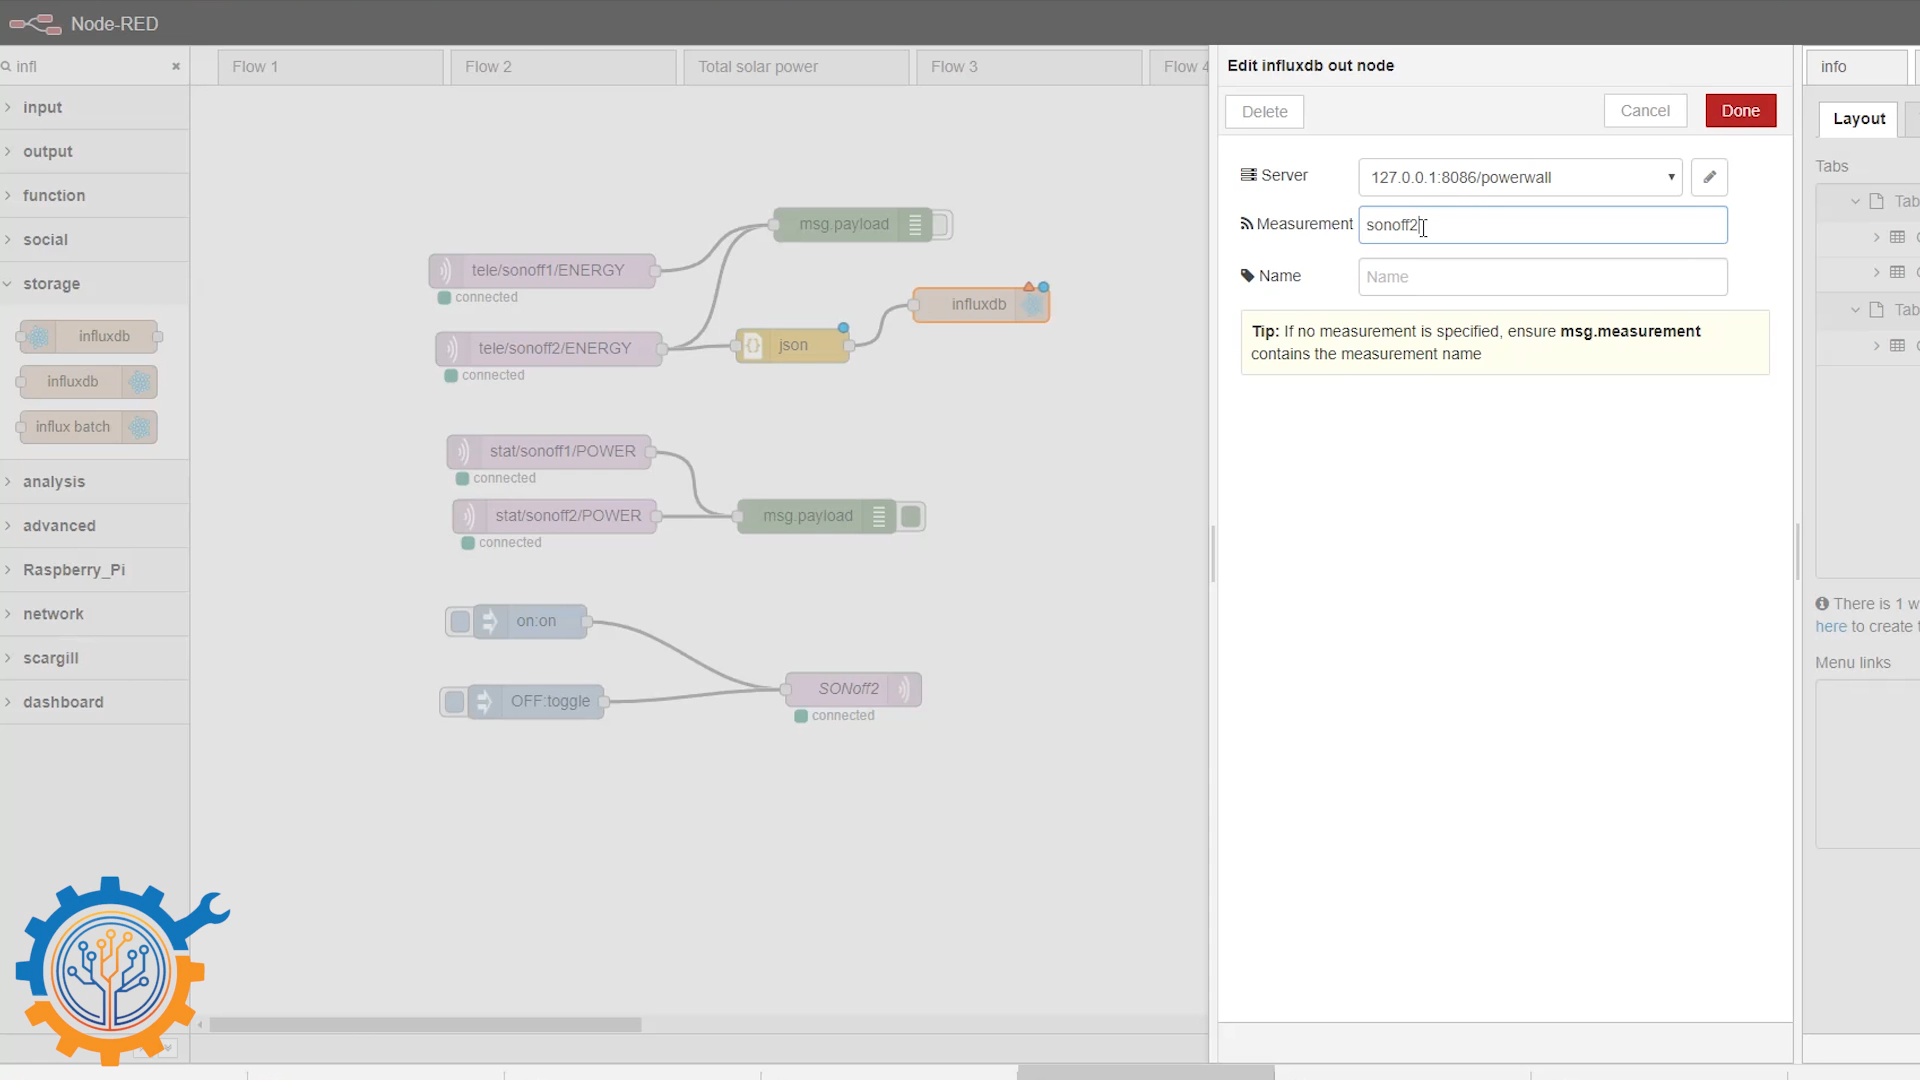 Node-RED
infl
Flow 1
Flow 2
Total solar power
Flow 3
Flow 4
input
output
function
social
storage
influxdb
influxdb
influx batch
analysis
advanced
Raspberry_Pi
network
scargill
dashboard
msg.payload
tele/sonoff1/ENERGY
connected
influxdb
tele/sonoff2/ENERGY
json
connected
stat/sonoff1/POWER
connected
stat/sonoff2/POWER
msg.payload
connected
on:on
SONoff2
OFF:toggle
connected
Edit influxdb out node
Delete
Cancel
Done
Server
127.0.0.1:8086/powerwall
Measurement
sonoff2
Name
Name
Tip: If no measurement is specified, ensure msg.measurement
contains the measurement name
info
Layout
Tabs
Tab
Tab
There is 1 w
here to create t
Menu links